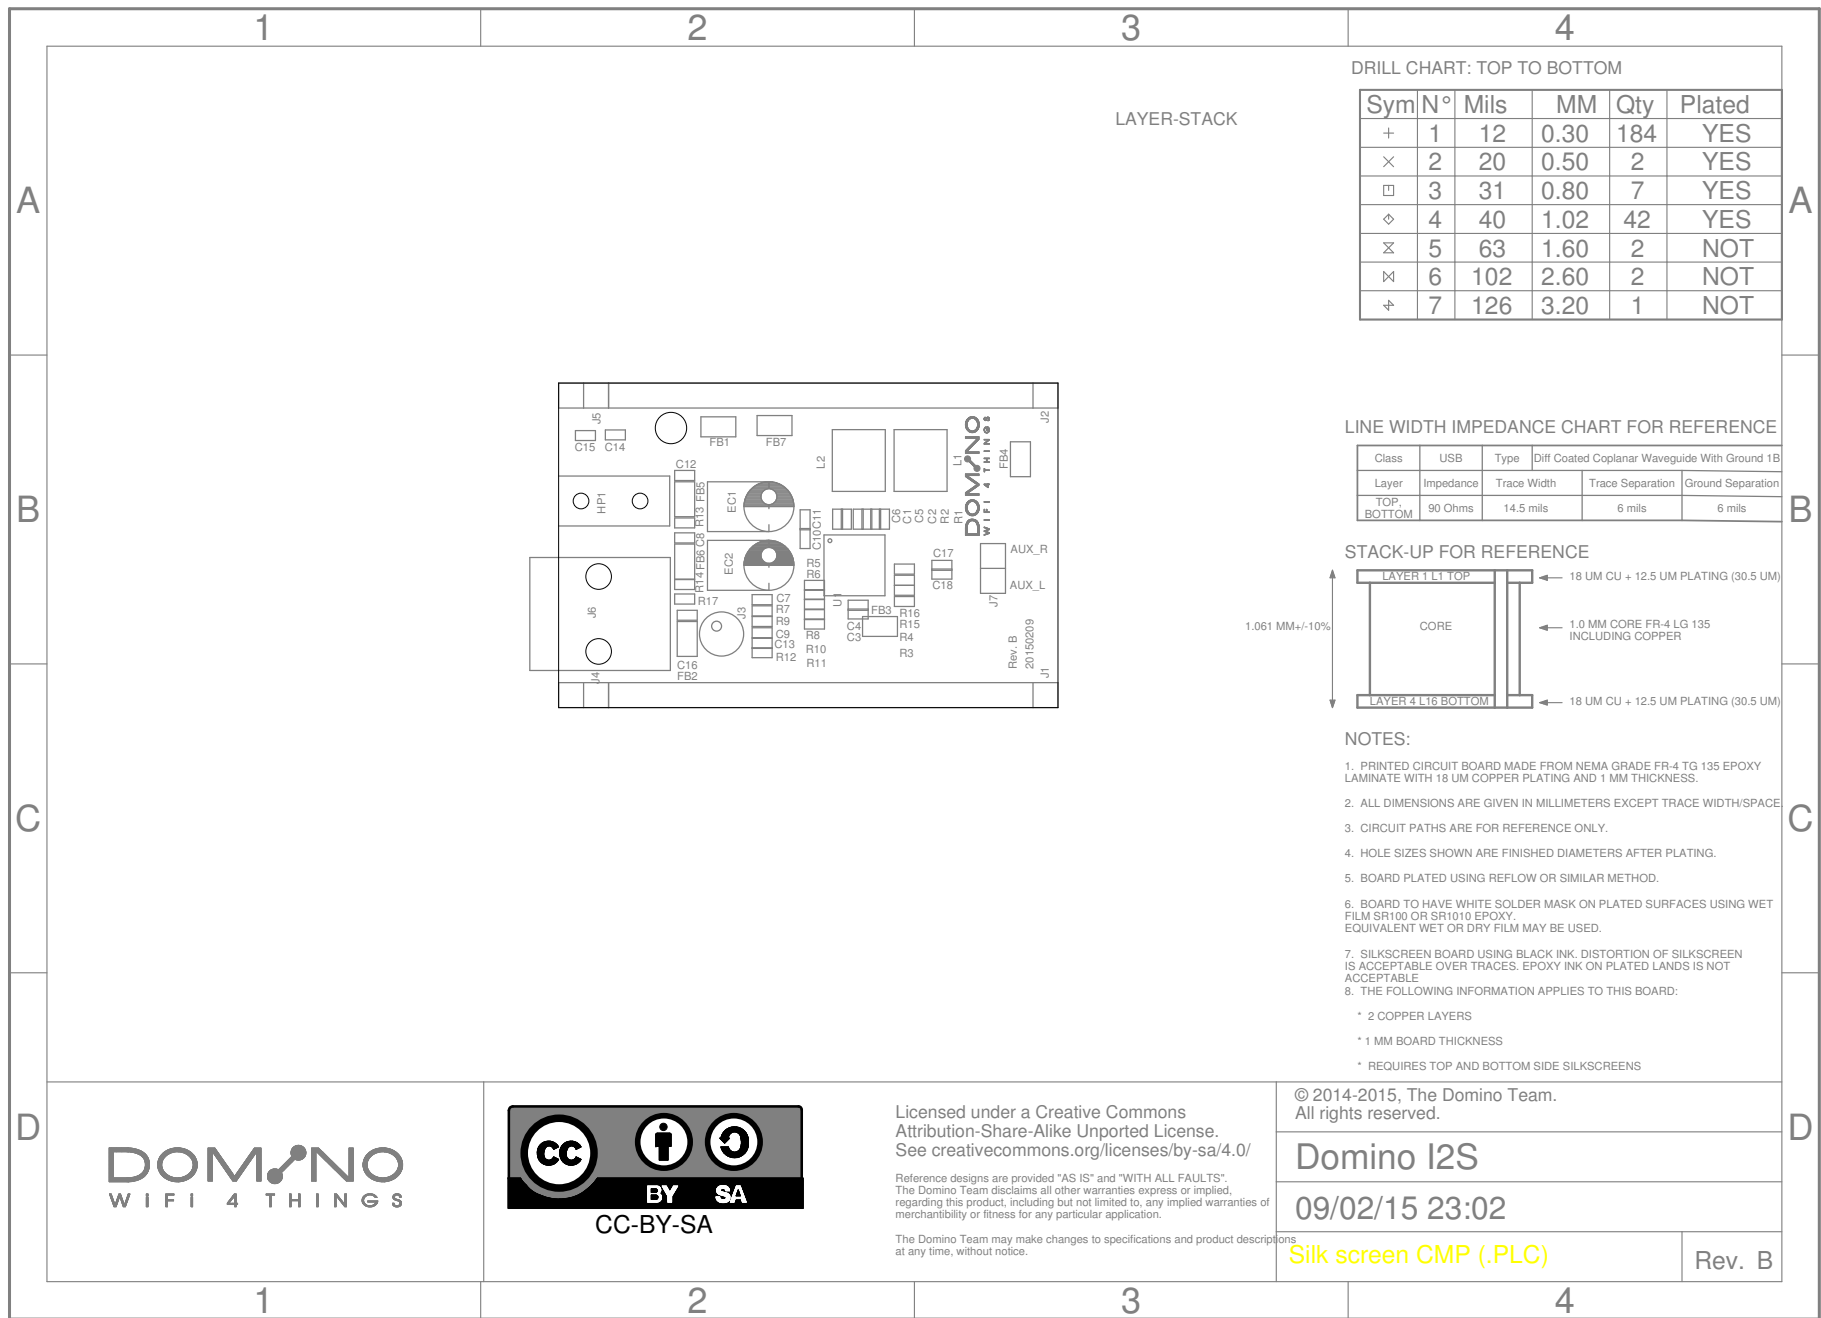 1 2 3 4
A
B
C
D
A
B
C
D
1 2 3 4
LAYER-STACK
DRILL CHART: TOP TO BOTTOM
Sym N° Mils MM Qty Plated
1 12 0.30 184 YES
2 20 0.50 2 YES
3 31 0.80 7 YES
4 40 1.02 42 YES
5 63 1.60 2 NOT
6 102 2.60 2 NOT
7 126 3.20 1 NOT
J5
J2
C15 C14
FB1
FB7
L2
L1
DOMINO
WIFI 4 THINGS
FB4
C12
HP1
R13 FB5
EC1
C10 C11
C6
C1
C5
C2
R2
R1
R14 FB6 C8
EC2
R5
R6
U1
C17
C18
AUX_R
AUX_L
J7
J6
R17
J3
C7
R7
R9
C9
C13
R12
R8
R10
R11
C4
C3
FB3
R16
R15
R4
R3
C16
FB2
J4
Rev. B
20150209
J1
LINE WIDTH IMPEDANCE CHART FOR REFERENCE
Class USB Type Diff Coated Coplanar Waveguide With Ground 1B
Layer Impedance Trace Width Trace Separation Ground Separation
TOP, BOTTOM 90 Ohms 14.5 mils 6 mils 6 mils
STACK-UP FOR REFERENCE
LAYER 1 L1 TOP
18 UM CU + 12.5 UM PLATING (30.5 UM)
1.061 MM+/-10%
CORE
1.0 MM CORE FR-4 LG 135
INCLUDING COPPER
LAYER 4 L16 BOTTOM
18 UM CU + 12.5 UM PLATING (30.5 UM)
NOTES:
1. PRINTED CIRCUIT BOARD MADE FROM NEMA GRADE FR-4 TG 135 EPOXY
LAMINATE WITH 18 UM COPPER PLATING AND 1 MM THICKNESS.
2. ALL DIMENSIONS ARE GIVEN IN MILLIMETERS EXCEPT TRACE WIDTH/SPACE
3. CIRCUIT PATHS ARE FOR REFERENCE ONLY.
4. HOLE SIZES SHOWN ARE FINISHED DIAMETERS AFTER PLATING.
5. BOARD PLATED USING REFLOW OR SIMILAR METHOD.
6. BOARD TO HAVE WHITE SOLDER MASK ON PLATED SURFACES USING WET
FILM SR100 OR SR1010 EPOXY.
EQUIVALENT WET OR DRY FILM MAY BE USED.
7. SILKSCREEN BOARD USING BLACK INK. DISTORTION OF SILKSCREEN
IS ACCEPTABLE OVER TRACES. EPOXY INK ON PLATED LANDS IS NOT
ACCEPTABLE
8. THE FOLLOWING INFORMATION APPLIES TO THIS BOARD:
* 2 COPPER LAYERS
* 1 MM BOARD THICKNESS
* REQUIRES TOP AND BOTTOM SIDE SILKSCREENS
DOMINO
WIFI 4 THINGS
cc
BY SA
CC-BY-SA
Licensed under a Creative Commons
Attribution-Share-Alike Unported License.
See creativecommons.org/licenses/by-sa/4.0/
Reference designs are provided "AS IS" and "WITH ALL FAULTS".
The Domino Team disclaims all other warranties express or implied,
regarding this product, including but not limited to, any implied warranties of
merchantibility or fitness for any particular application.
The Domino Team may make changes to specifications and product descriptions
at any time, without notice.
© 2014-2015, The Domino Team.
All rights reserved.
Domino I2S
09/02/15 23:02
Silk screen CMP (.PLC)
Rev. B